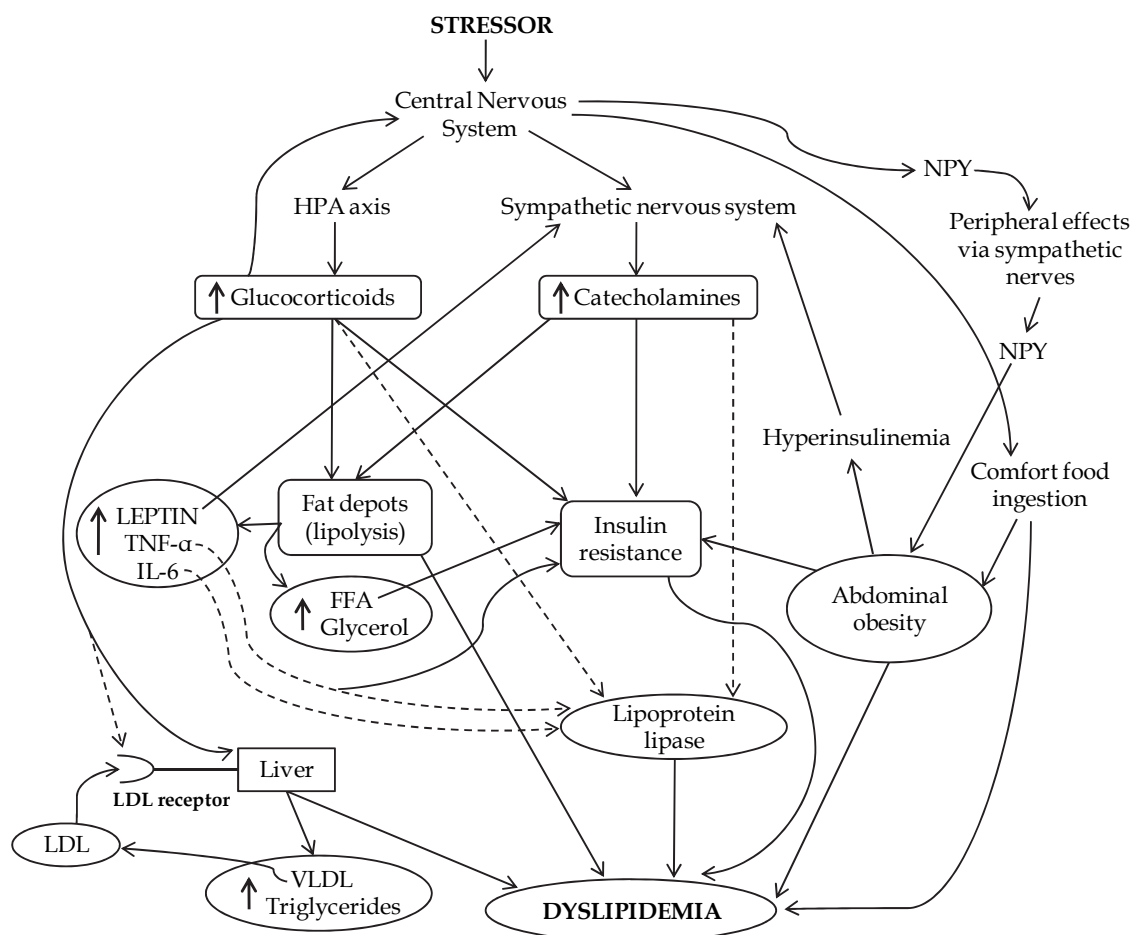 STRESSOR
Central Nervous
System
NPY
HPA axis
Sympathetic nervous system
Peripheral effects
via sympathetic
nerves
Glucocorticoids
Catecholamines
NPY
Hyperinsulinemia
Comfort food
ingestion
LEPTIN
TNF-α
IL-6
Fat depots
(lipolysis)
Insulin
resistance
FFA
Glycerol
Abdominal
obesity
Lipoprotein
lipase
Liver
LDL receptor
LDL
VLDL
Triglycerides
DYSLIPIDEMIA